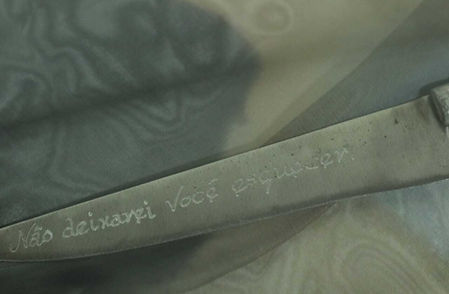 Não deixarei Você esquecer.